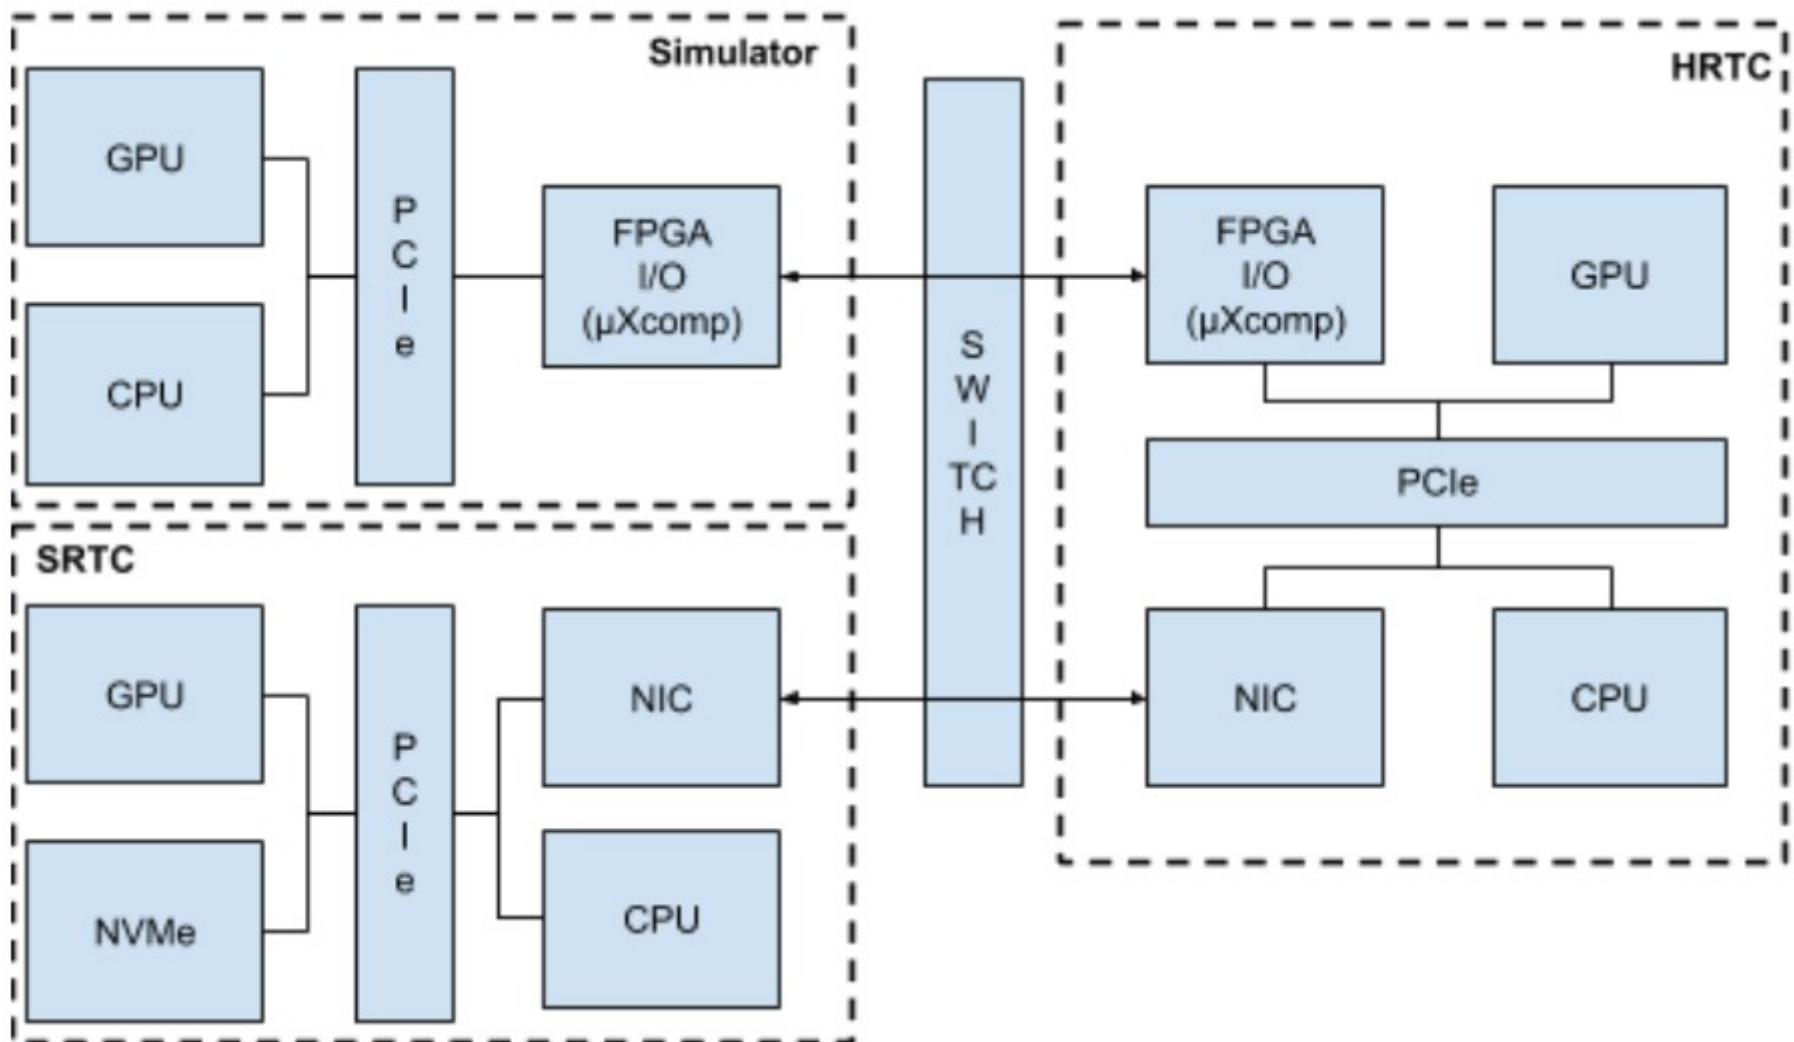 Simulator
GPU
CPU
P
C
I
e
FPGA
I/O
(µXcomp)
S
W
I
TC
H
HRTC
FPGA
I/O
(µXcomp)
GPU
PCIe
NIC
CPU
SRTC
GPU
NVMe
P
C
I
e
NIC
CPU